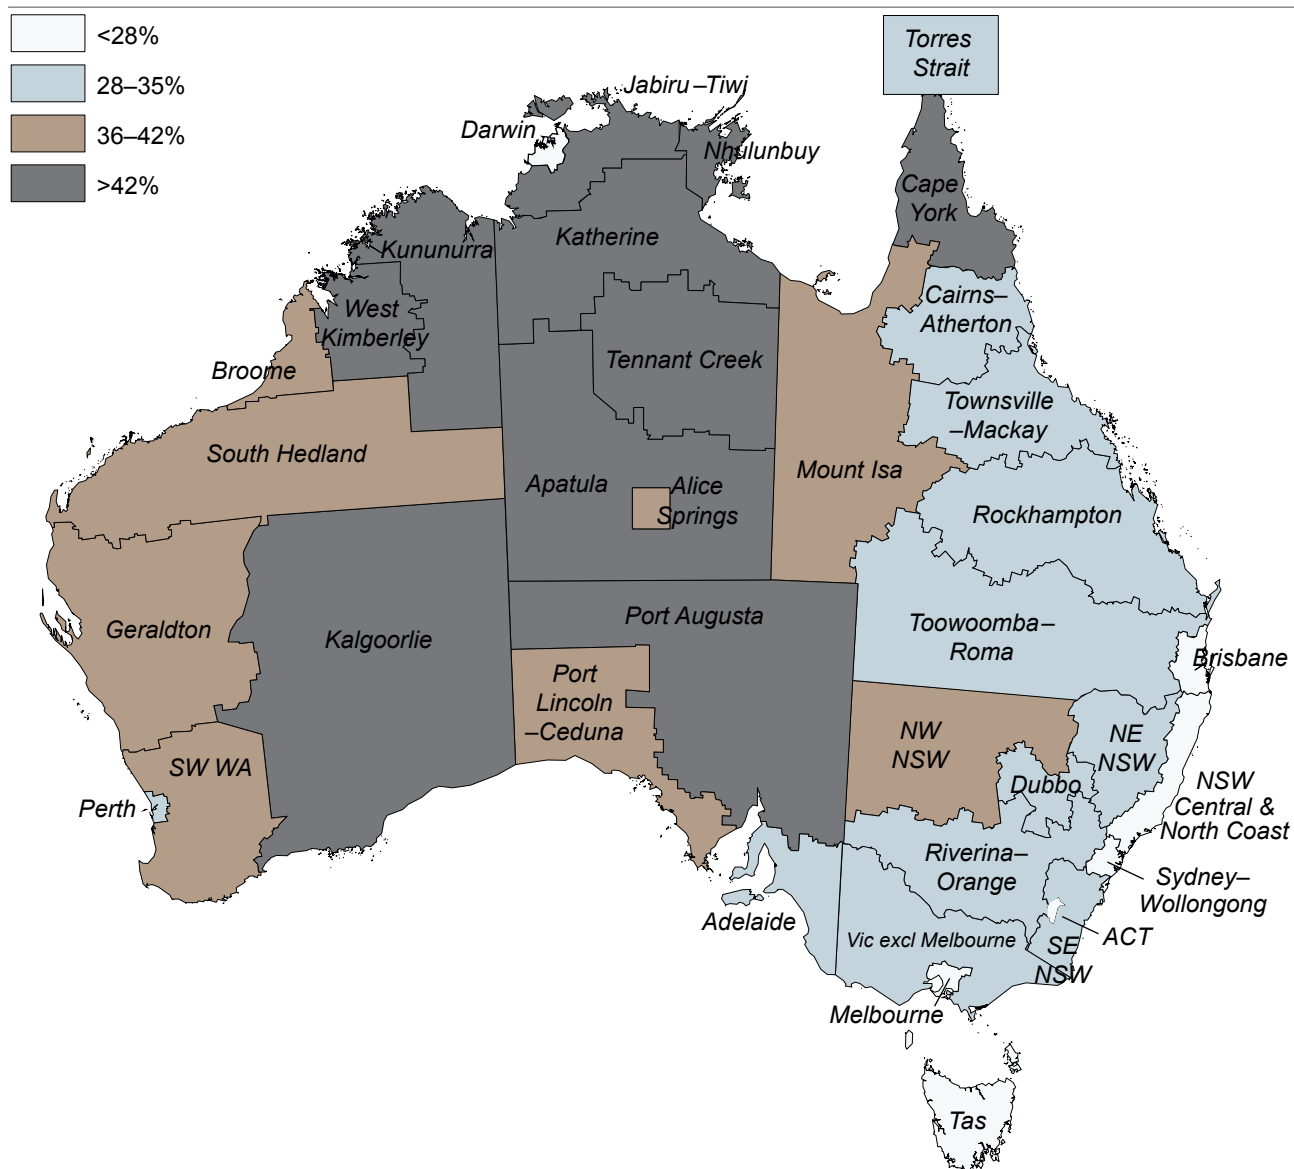 <28%
28–35%
36–42%
>42%
Torres
Strait
Jabiru–Tiwi
Darwin
Nhulunbuy
Cape
York
Kununurra
Katherine
West
Kimberley
Cairns–
Atherton
Broome
Tennant Creek
Townsville
–Mackay
South Hedland
Apatula
Alice
Springs
Mount Isa
Rockhampton
Geraldton
Kalgoorlie
Port Augusta
Toowoomba–
Roma
Brisbane
Port
Lincoln
–Ceduna
NW
NSW
NE
NSW
SW WA
Dubbo
NSW
Central &
North Coast
Perth
Riverina–
Orange
Sydney–
Wollongong
Adelaide
Vic excl Melbourne
SE
NSW
ACT
Melbourne
Tas